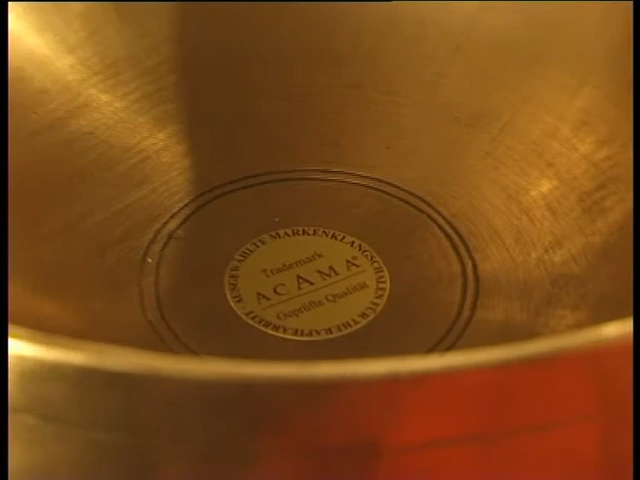 AUSGEWÄHLTE MARKENKLANGSCHALEN FÜR THERAPIEARBEIT
Trademark
ACAMA®
Geprüfte Qualität